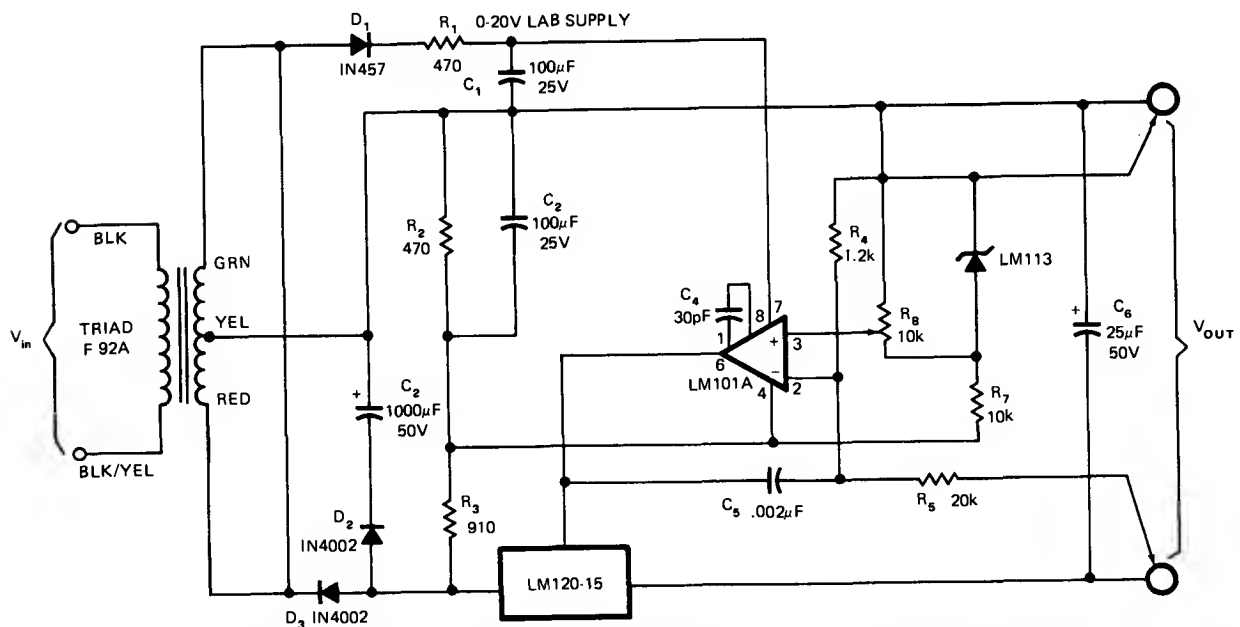 0-20V LAB SUPPLY
D1
IN457
R1
470
C1
100μF
25V
R2
470
C2
100μF
25V
V in
BLK
TRIAD
F 92A
BLK/YEL
GRN
YEL
RED
+
C2
1000μF
50V
D2
IN4002
D3 IN4002
R3
910
LM120-15
C4
30pF
1
8
7
6
+
3
−
2
4
LM101A
C5 .002μF
R4
1.2k
R8
10k
LM113
R7
10k
R5 20k
+
C6
25μF
50V
VOUT